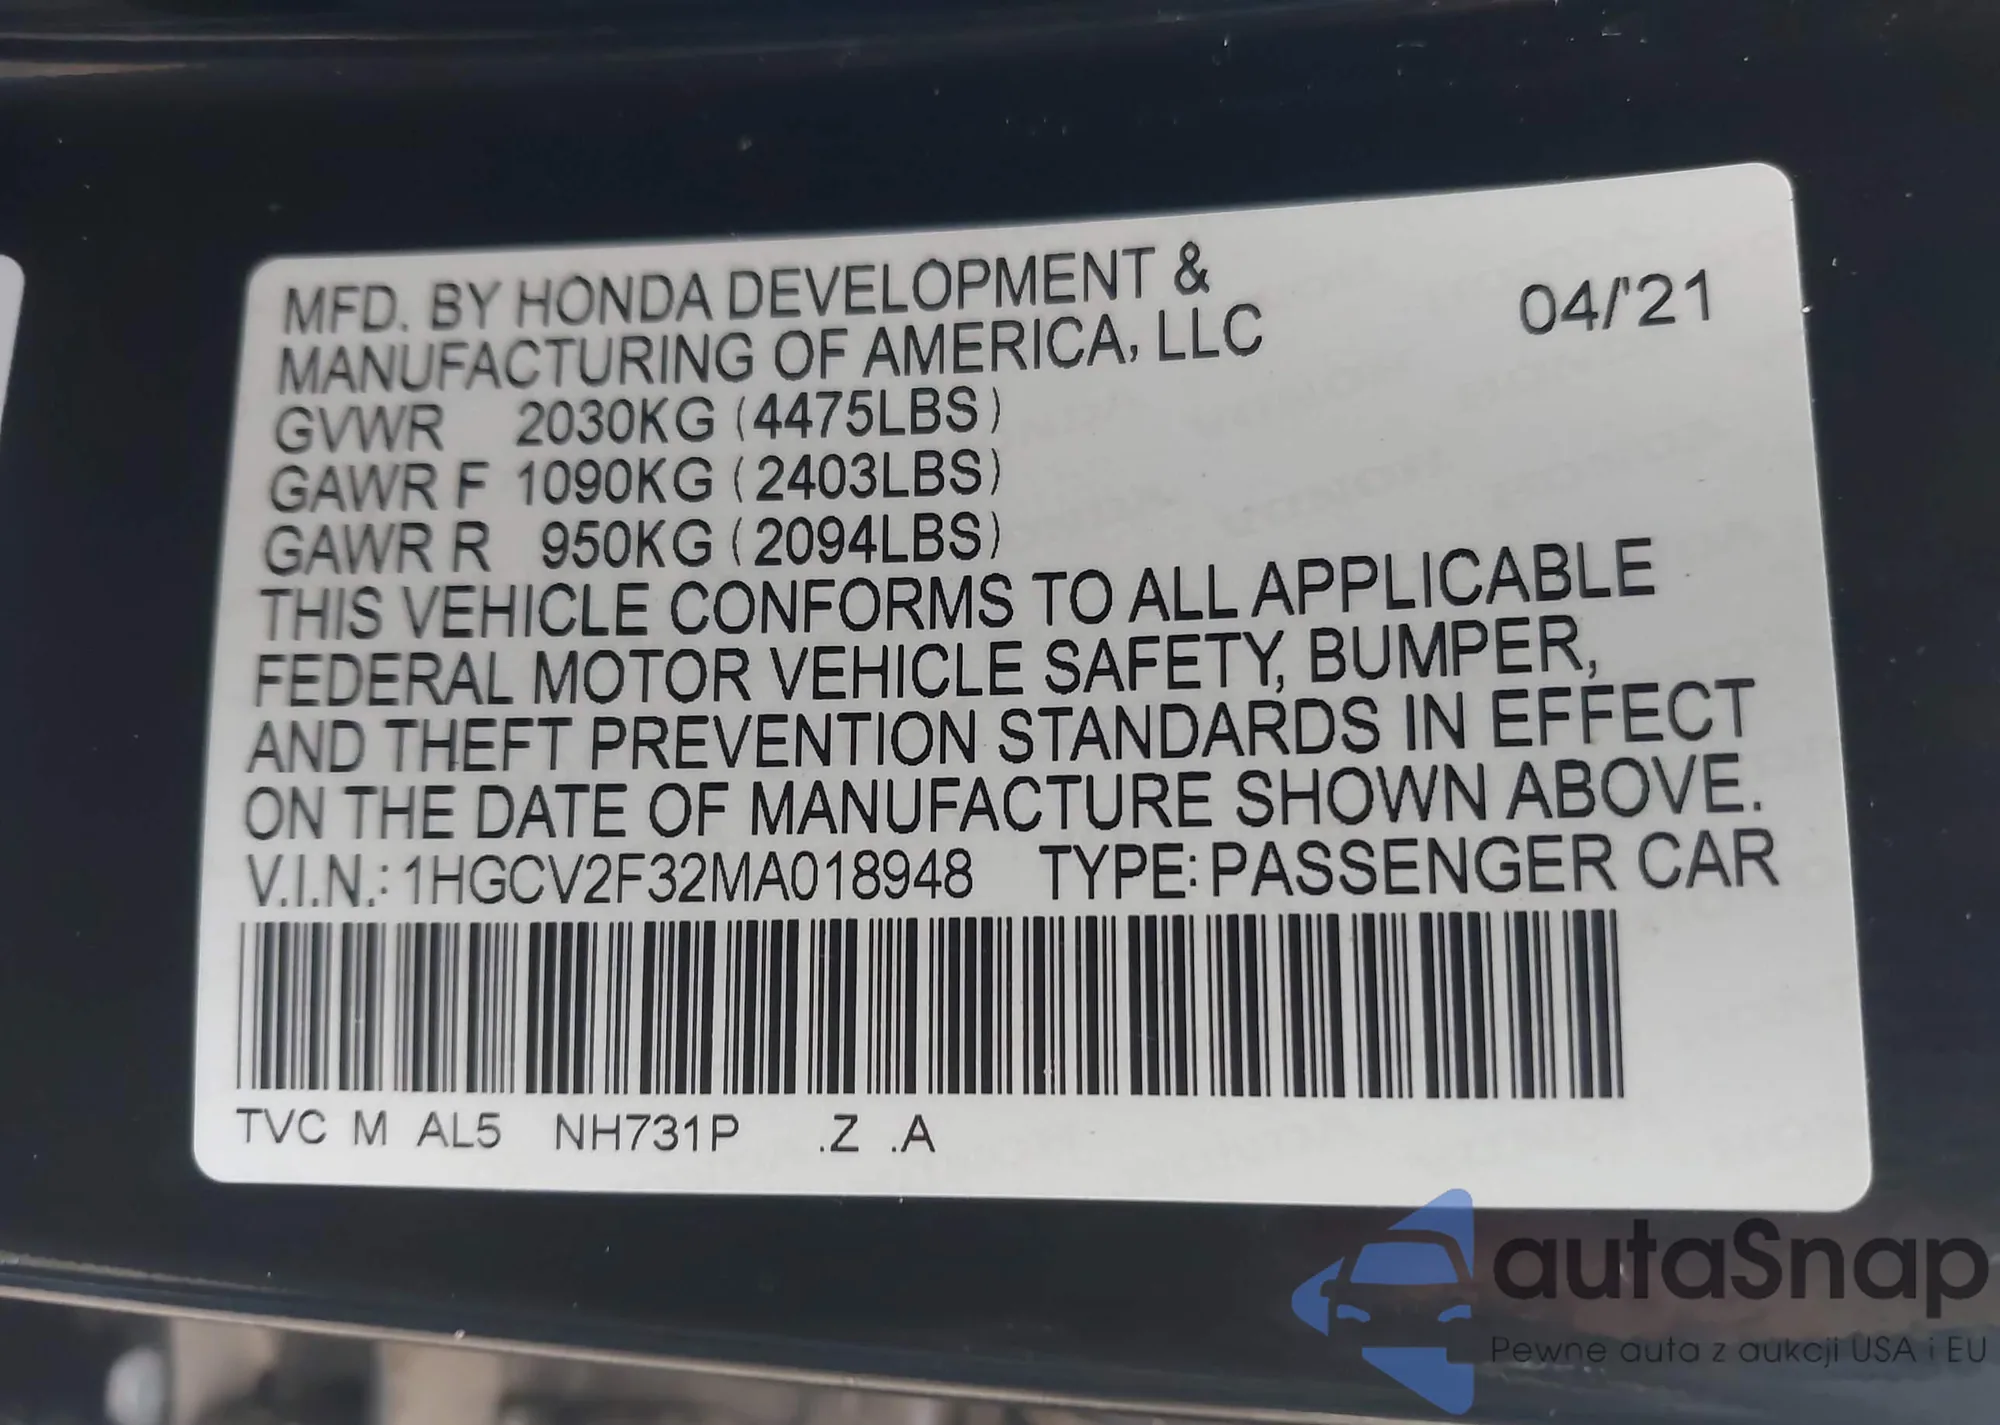 MFD. BY HONDA DEVELOPMENT &
MANUFACTURING OF AMERICA, LLC
04/'21
GVWR 2030KG (4475LBS)
GAWR F 1090KG (2403LBS)
GAWR R 950KG (2094LBS)
THIS VEHICLE CONFORMS TO ALL APPLICABLE
FEDERAL MOTOR VEHICLE SAFETY, BUMPER,
AND THEFT PREVENTION STANDARDS IN EFFECT
ON THE DATE OF MANUFACTURE SHOWN ABOVE.
V.I.N.: 1HGCV2F32MA018948 TYPE: PASSENGER CAR
TVC M AL5 NH731P .Z .A
autaSnap
Pewne auta z aukcji USA i EU